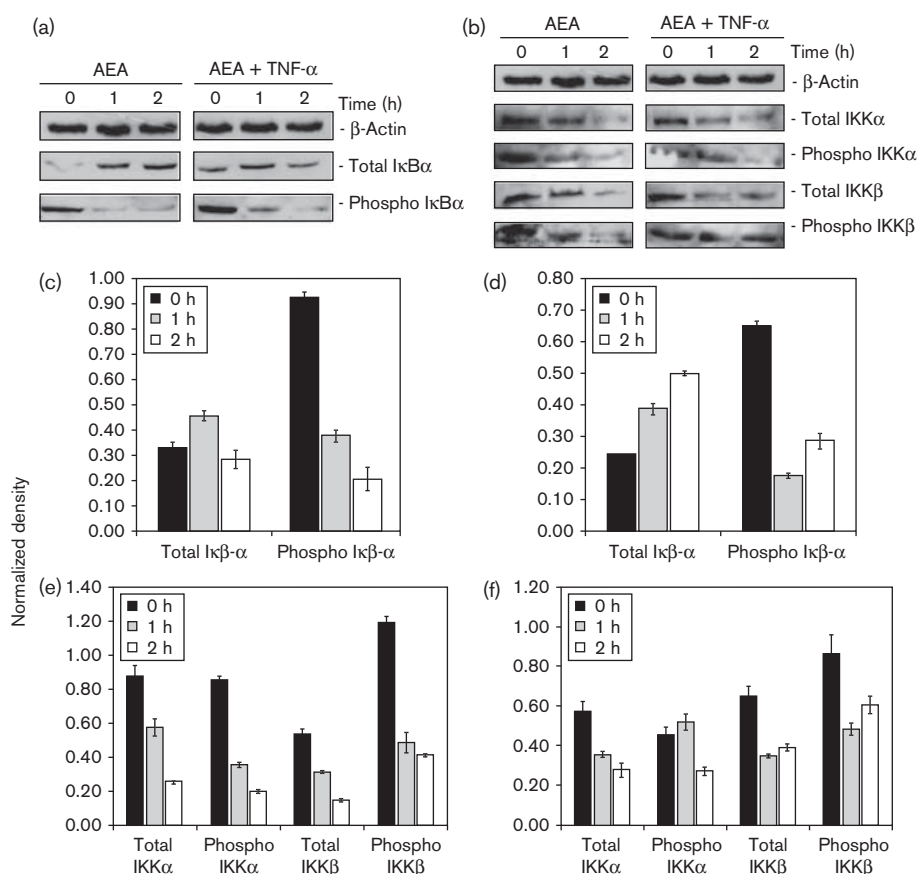 (a)
AEA AEA + TNF-α
0 1 2 0 1 2 Time (h)
- β-Actin
- Total IκBα
- Phospho IκBα
(b)
AEA AEA + TNF-α
0 1 2 0 1 2 Time (h)
- β-Actin
- Total IKKα
- Phospho IKKα
- Total IKKβ
- Phospho IKKβ
Normalized density
(c)
1.00
0.90
0.80
0.70
0.60
0.50
0.40
0.30
0.20
0.10
0.00
0 h
1 h
2 h
Total Iκβ-α Phospho Iκβ-α
(d)
0.80
0.70
0.60
0.50
0.40
0.30
0.20
0.10
0.00
0 h
1 h
2 h
Total Iκβ-α Phospho Iκβ-α
(e)
1.40
1.20
1.00
0.80
0.60
0.40
0.20
0.00
0 h
1 h
2 h
Total Phospho Total Phospho
IKKα IKKα IKKβ IKKβ
(f)
1.00
0.80
0.60
0.40
0.20
0.00
0 h
1 h
2 h
Total Phospho Total Phospho
IKKα IKKα IKKβ IKKβ